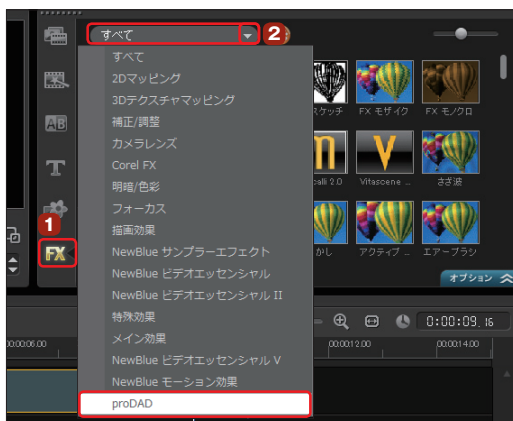 すべて
2
すべて
2Dマッピング
3Dテクスチャマッピング
補正/調整
カメラレンズ
Corel FX
明暗/色彩
フォーカス
描画効果
NewBlue サンプラーエフェクト
NewBlue ビデオエッセンシャル
NewBlue ビデオエッセンシャル II
特殊効果
メイン効果
NewBlue ビデオエッセンシャル V
NewBlue モーション効果
proDAD
AB
T
1
FX
スケッチ
FX モザイク
FX モノクロ
alli 2.0
Vitascene ...
さざ波
かし
アクティブ ...
エアーブラシ
オプション
0:00:09.16
00:00:06.00
00:00:12.00
00:00:14.00